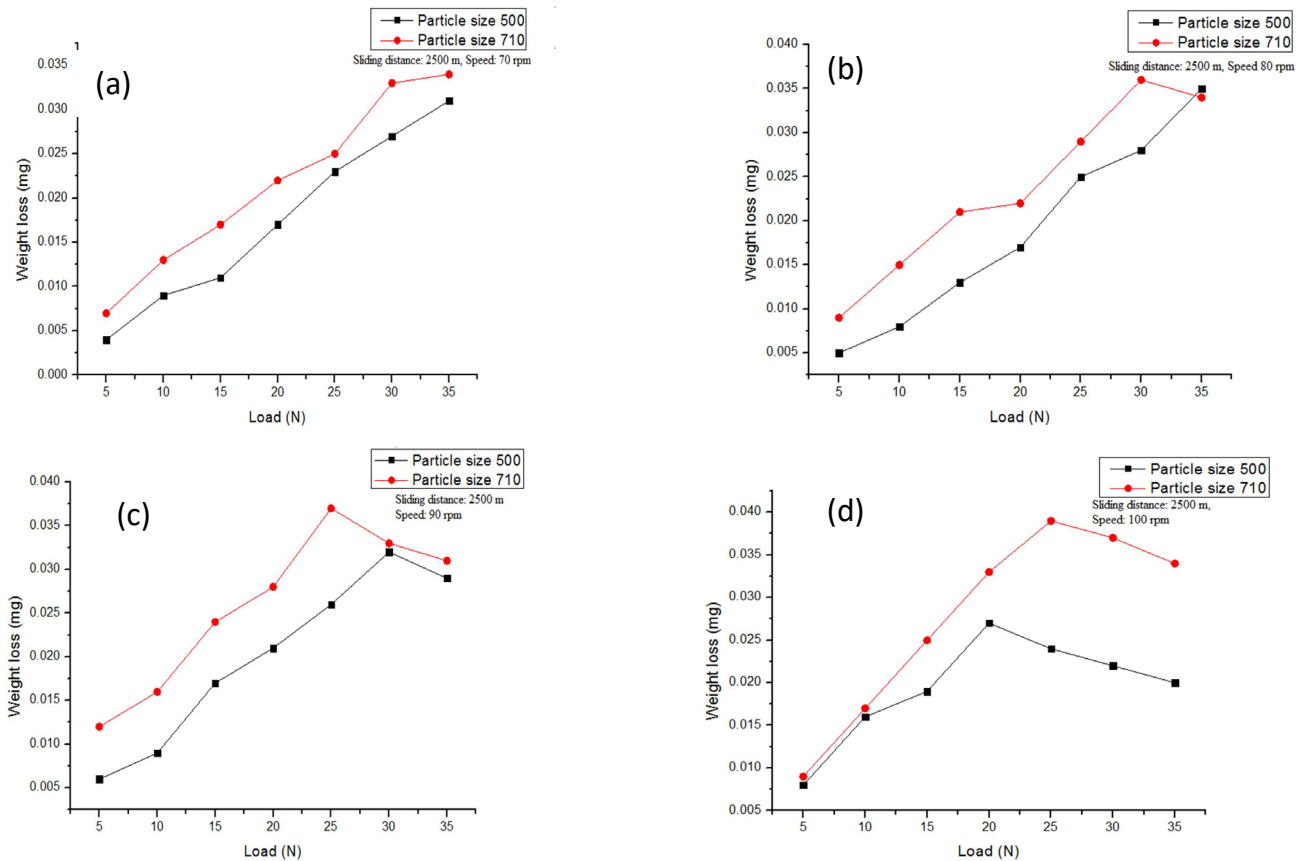 Particle size 500
Particle size 710
Sliding distance: 2500 m, Speed: 70 rpm
(a)
0.035
0.030
0.025
0.020
0.015
0.010
0.005
0.000
Weight loss (mg)
5 10 15 20 25 30 35
Load (N)
Particle size 500
Particle size 710
Sliding distance: 2500 m, Speed 80 rpm
(b)
0.040
0.035
0.030
0.025
0.020
0.015
0.010
0.005
Weight loss (mg)
5 10 15 20 25 30 35
Load (N)
Particle size 500
Particle size 710
Sliding distance: 2500 m
Speed: 90 rpm
(c)
0.040
0.035
0.030
0.025
0.020
0.015
0.010
0.005
Weight loss (mg)
5 10 15 20 25 30 35
Load (N)
Particle size 500
Particle size 710
Sliding distance: 2500 m,
Speed: 100 rpm
(d)
0.040
0.035
0.030
0.025
0.020
0.015
0.010
0.005
Weight loss (mg)
5 10 15 20 25 30 35
Load (N)